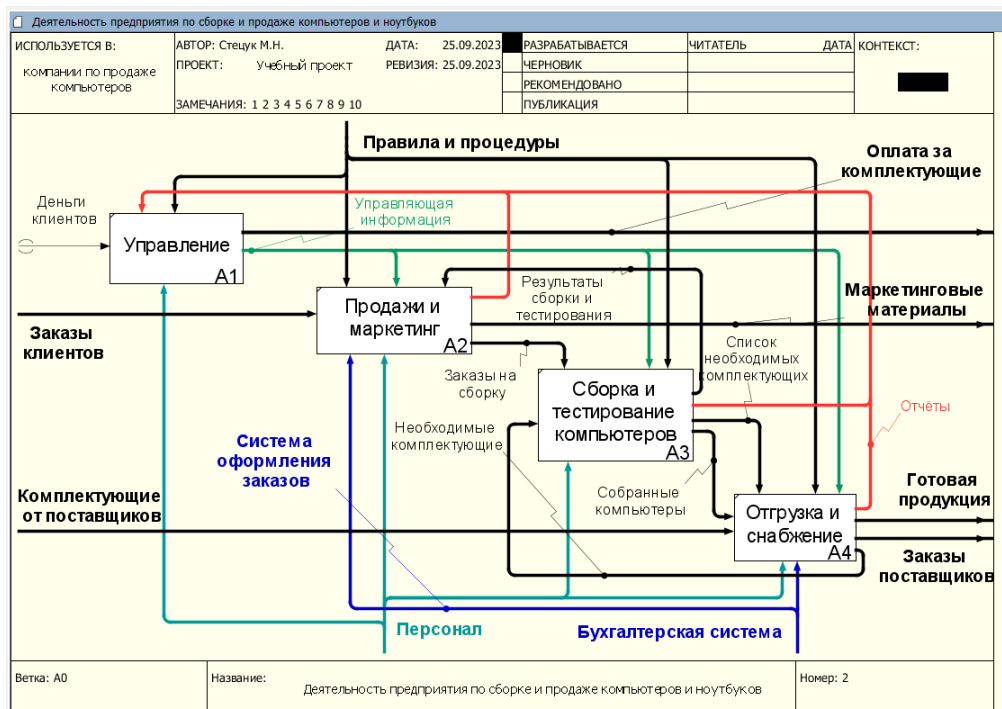 Деятельность предприятия по сборке и продаже компьютеров и ноутбуков
ИСПОЛЬЗУЕТСЯ В:
компании по продаже
компьютеров
АВТОР: Стецук М.Н.
ДАТА: 25.09.2023
ПРОЕКТ: Учебный проект
РЕВИЗИЯ: 25.09.2023
ЗАМЕЧАНИЯ: 1 2 3 4 5 6 7 8 9 10
РАЗРАБАТЫВАЕТСЯ
ЧЕРНОВИК
РЕКОМЕНДОВАНО
ПУБЛИКАЦИЯ
ЧИТАТЕЛЬ
ДАТА
КОНТЕКСТ:
Правила и процедуры
Оплата за
комплектующие
Деньги
клиентов
Управляющая
информация
Управление
A1
Результаты
сборки и
тестирования
Маркетинговые
материалы
Продажи и
маркетинг
A2
Заказы
клиентов
Список
необходимых
комплектующих
Заказы на
сборку
Сборка и
тестирование
компьютеров
A3
Отчёты
Необходимые
комплектующие
Система
оформления
заказов
Собранные
компьютеры
Готовая
продукция
Комплектующие
от поставщиков
Отгрузка и
снабжение
A4
Заказы
поставщиков
Персонал
Бухгалтерская система
Ветка: A0
Название:
Деятельность предприятия по сборке и продаже компьютеров и ноутбуков
Номер: 2